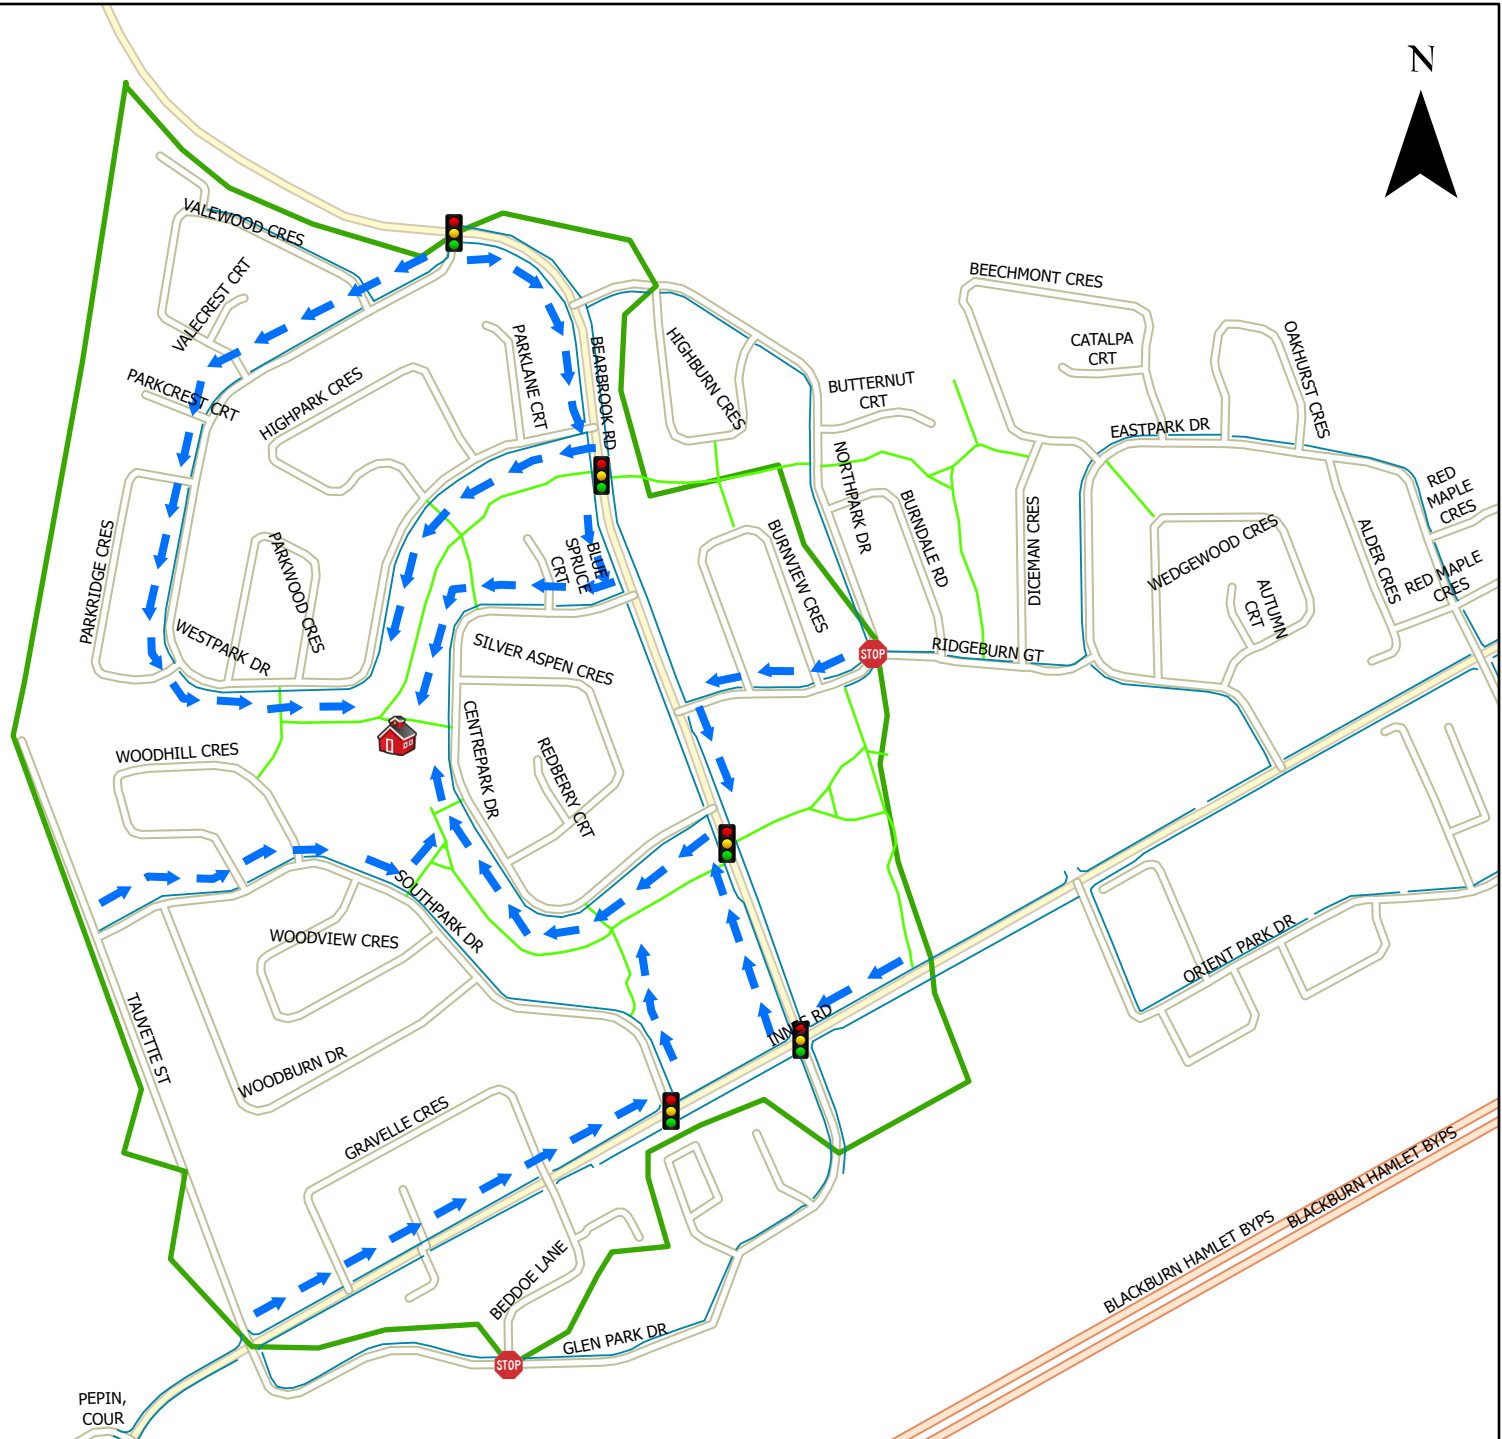 N
VALEWOOD CRES
VALECREST CRT
PARKCREST CRT
HIGHPARK CRES
PARKLANE CRT
BEARBROOK RD
HIGHBURN CRES
BEECHMONT CRES
CATALPA
CRT
OAKHURST CRES
BUTTERNUT
CRT
EASTPARK DR
NORTHPARK DR
BURNDALE RD
DICEMAN CRES
WEDGEWOOD CRES
AUTUMN
CRT
ALDER CRES
RED
MAPLE
CRES
RED MAPLE
CRES
PARKRIDGE CRES
PARKWOOD CRES
WESTPARK DR
BLUE
SPRUCE
CRT
BURNVIEW CRES
SILVER ASPEN CRES
STOP
RIDGEBURN GT
CENTREPARK DR
REDBERRY CRT
WOODHILL CRES
SOUTHPARK DR
WOODVIEW CRES
ORIENT PARK DR
TAUVETTE ST
INNES RD
WOODBURN DR
GRAVELLE CRES
BEDDOE LANE
GLEN PARK DR
STOP
BLACKBURN HAMLET BYPS
BLACKBURN HAMLET BYPS
PEPIN,
COUR